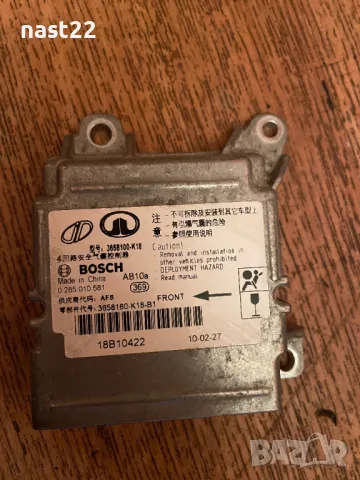 nast22
型号: 3658100-K18
4回路安全气囊控制器
BOSCH
Made in China AB10a
0 285 010 581 369
供应商代码: AF8
零部件代码: 3658160-K18-B1
18B10422 10-02-27
注意
- 不可拆除及安装到其它车型上
- 有引爆气囊的危险
- 参照使用说明
Caution!
- Removal and installation in
other vehicles prohibited
- DEPLOYMENT HAZARD
- Read manual
FRONT
BAZAR